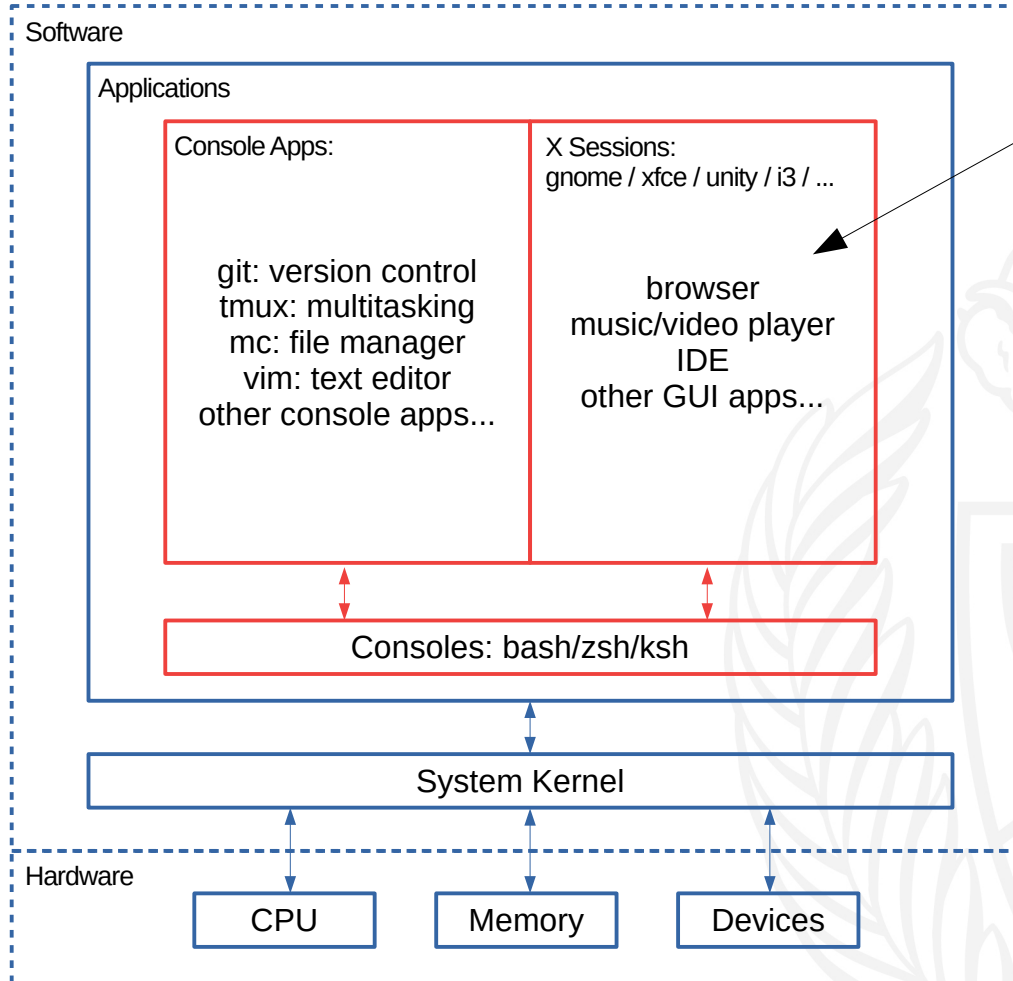 Software
Applications
Console Apps:
git: version control
tmux: multitasking
mc: file manager
vim: text editor
other console apps...
X Sessions:
gnome / xfce / unity / i3 / ...
browser
music/video player
IDE
other GUI apps...
Consoles: bash/zsh/ksh
System Kernel
Hardware
CPU
Memory
Devices